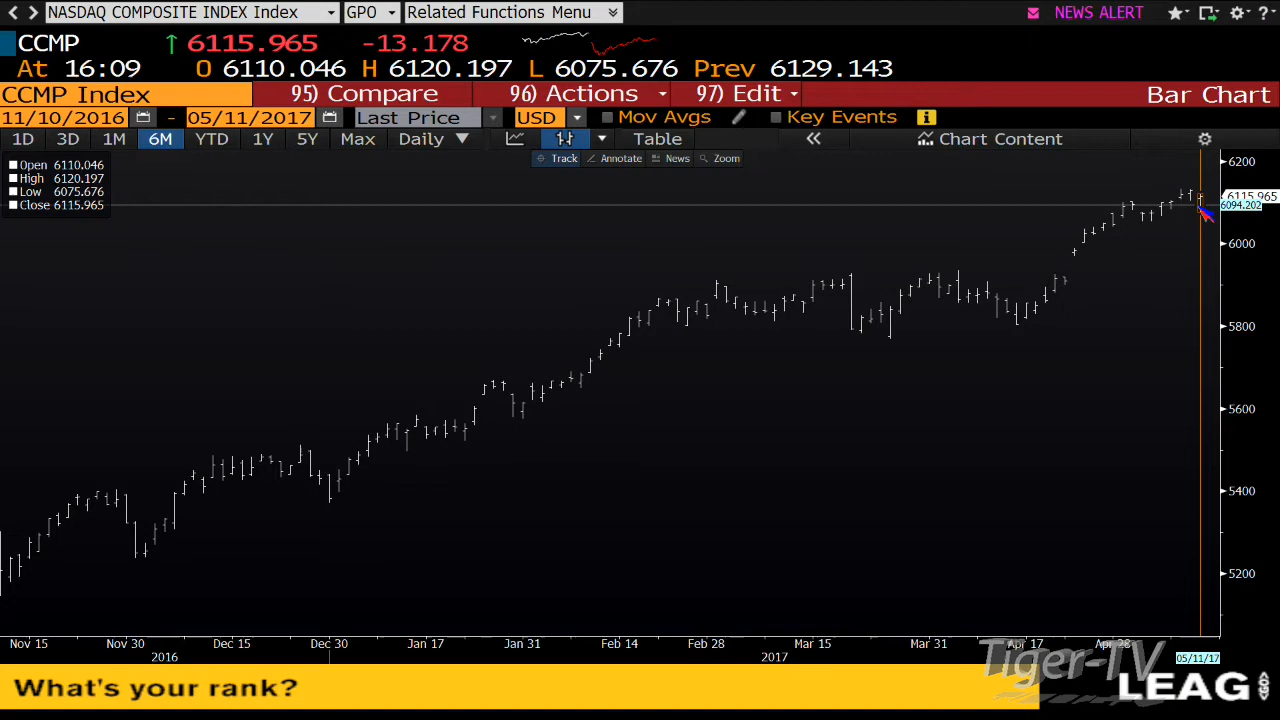 NASDAQ COMPOSITE INDEX Index GPO Related Functions Menu NEWS ALERT ?
CCMP ↑ 6115.965 -13.178
At 16:09 O 6110.046 H 6120.197 L 6075.676 Prev 6129.143
CCMP Index 95) Compare 96) Actions 97) Edit Bar Chart
11/10/2016 - 05/11/2017 Last Price USD Mov Avgs Key Events i
1D 3D 1M 6M YTD 1Y 5Y Max Daily ▼ Table « Chart Content
Track Annotate News Zoom
Open 6110.046
High 6120.197
Low 6075.676
Close 6115.965
6200
6115.965
6094.202
6000
5800
5600
5400
5200
Nov 15 Nov 30 Dec 15 Dec 30 Jan 17 Jan 31 Feb 14 Feb 28 Mar 15 Mar 31 Apr 17 Apr 28
2016 2017 05/11/17
Tiger-TV
What's your rank? LEAG